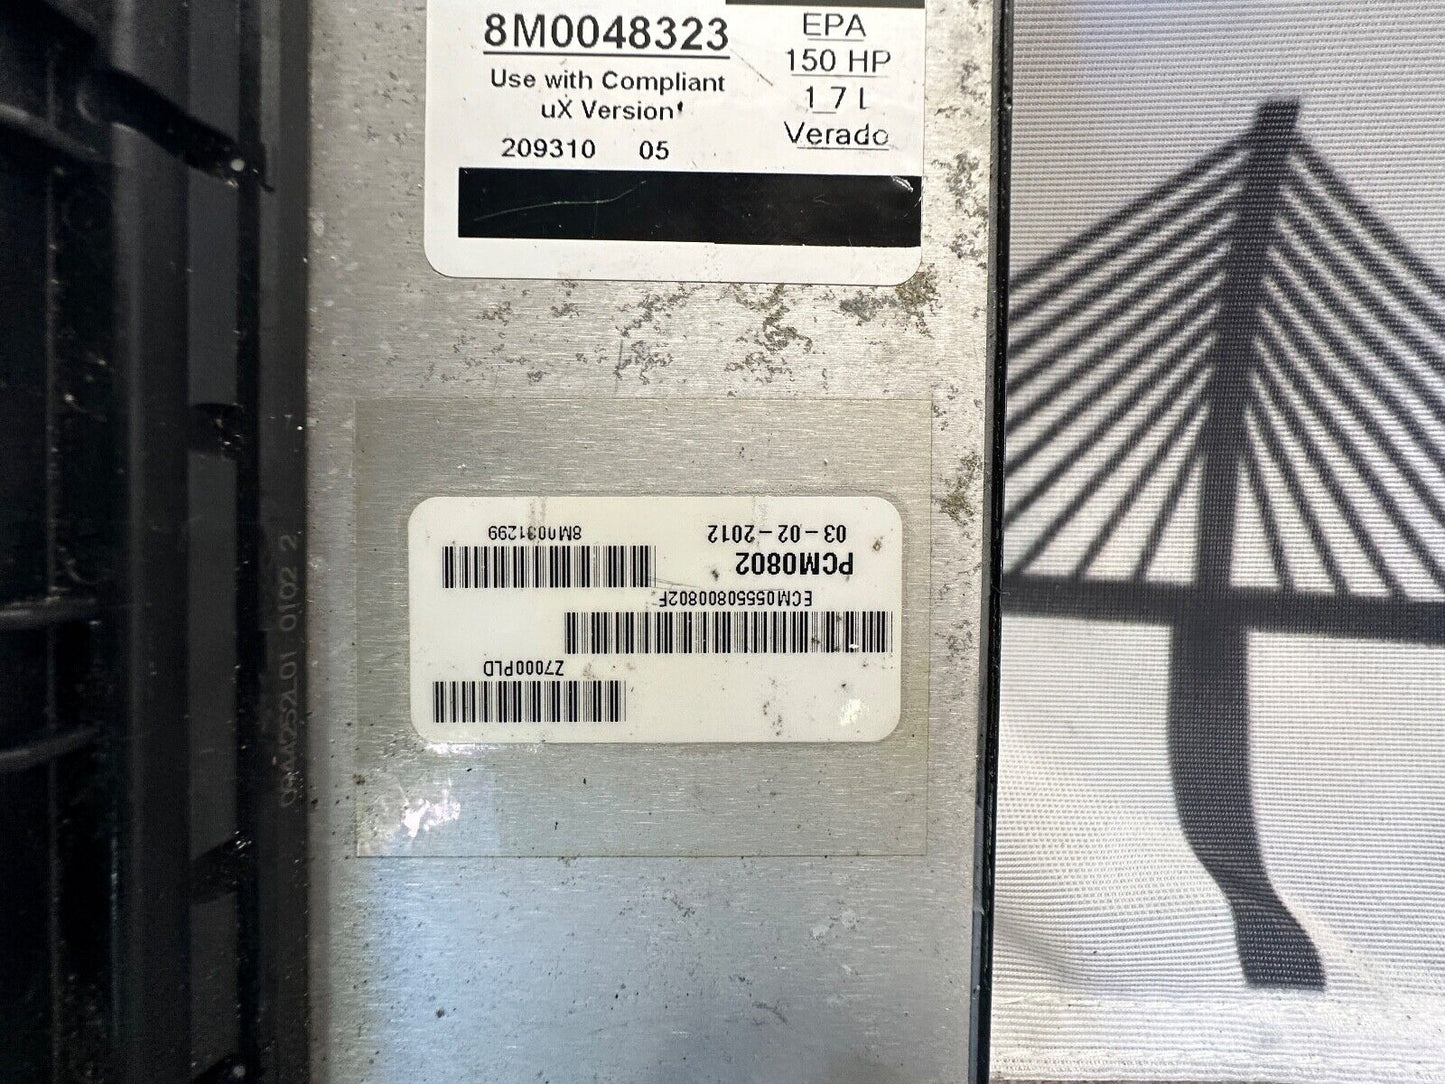 8M0048323
Use with Compliant
uX Version'
209310 05
EPA
150 HP
1 7 L
Verado
PCM0802
03-02-2012
8M0031299
ECM05550800802F
Z7000PLD